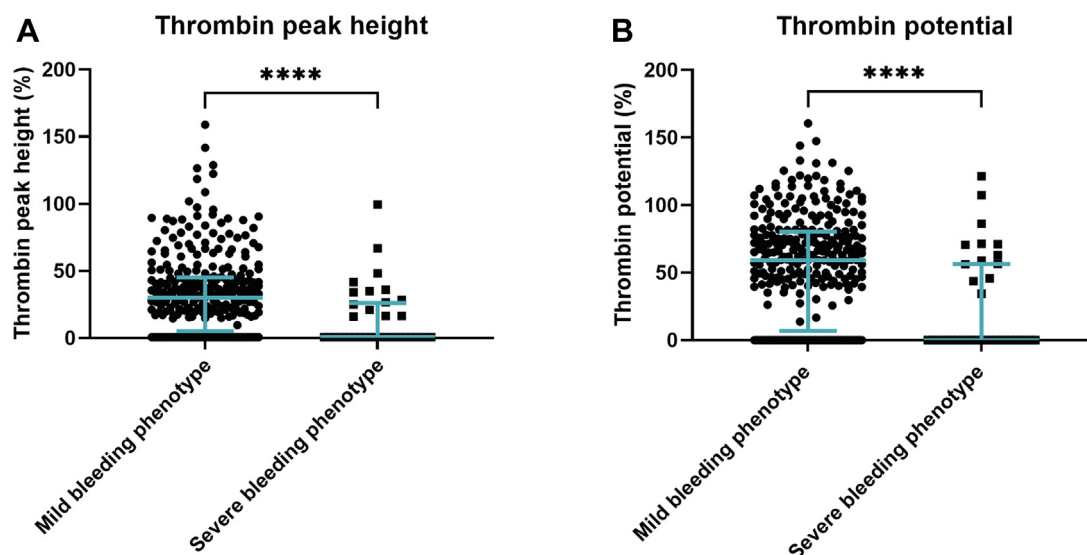 A
Thrombin peak height
Thrombin peak height (%)
200
150
100
50
0
****
Mild bleeding phenotype
Severe bleeding phenotype
B
Thrombin potential
Thrombin potential (%)
200
150
100
50
0
****
Mild bleeding phenotype
Severe bleeding phenotype